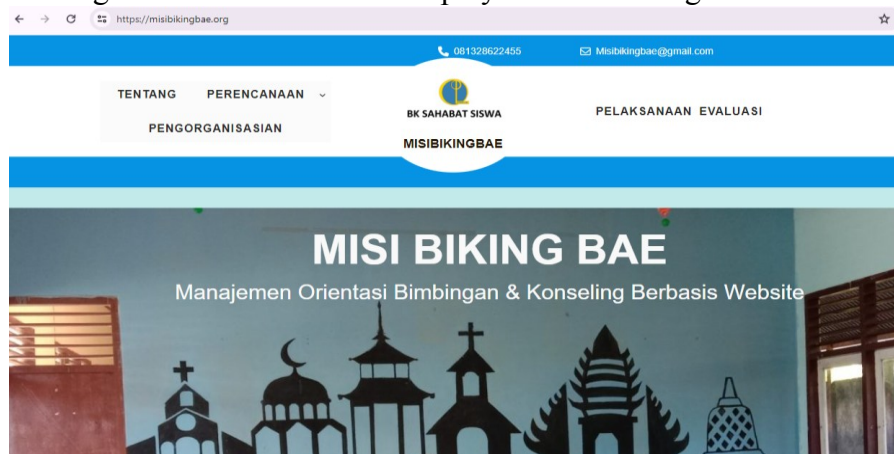 https://misibikingbae.org
081328622455 Misibikingbae@gmail.com
TENTANG PERENCANAAN
PENGORGANISASIAN
BK SAHABAT SISWA
MISIBIKINGBAE
PELAKSANAAN EVALUASI
MISI BIKING BAE
Manajemen Orientasi Bimbingan & Konseling Berbasis Website